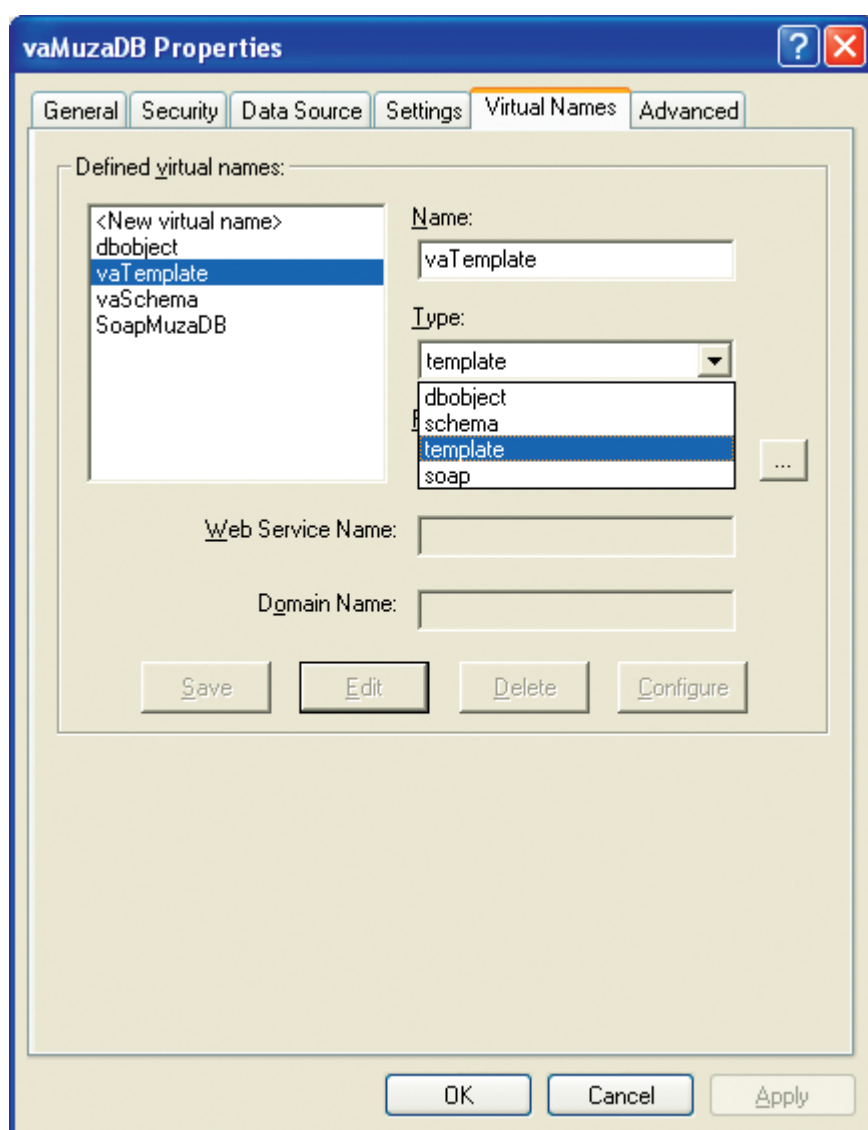 vaMuzaDB Properties
General Security Data Source Settings Virtual Names Advanced
Defined virtual names:
<New virtual name>
dbobject
vaTemplate
vaSchema
SoapMuzaDB
Name:
vaTemplate
Type:
template
dbobject
schema
template
soap
...
Web Service Name:
Domain Name:
Save Edit Delete Configure
OK Cancel Apply